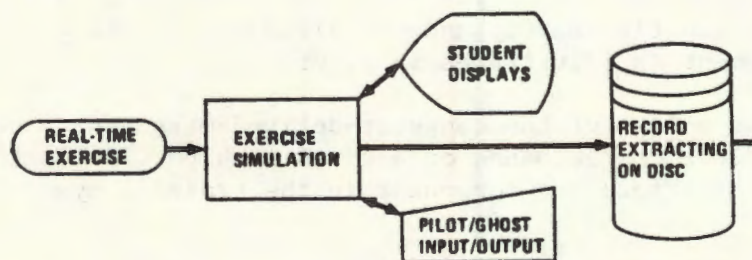 REAL-TIME
EXERCISE
EXERCISE
SIMULATION
STUDENT
DISPLAYS
PILOT/GHOST
INPUT/OUTPUT
RECORD
EXTRACTING
ON DISC